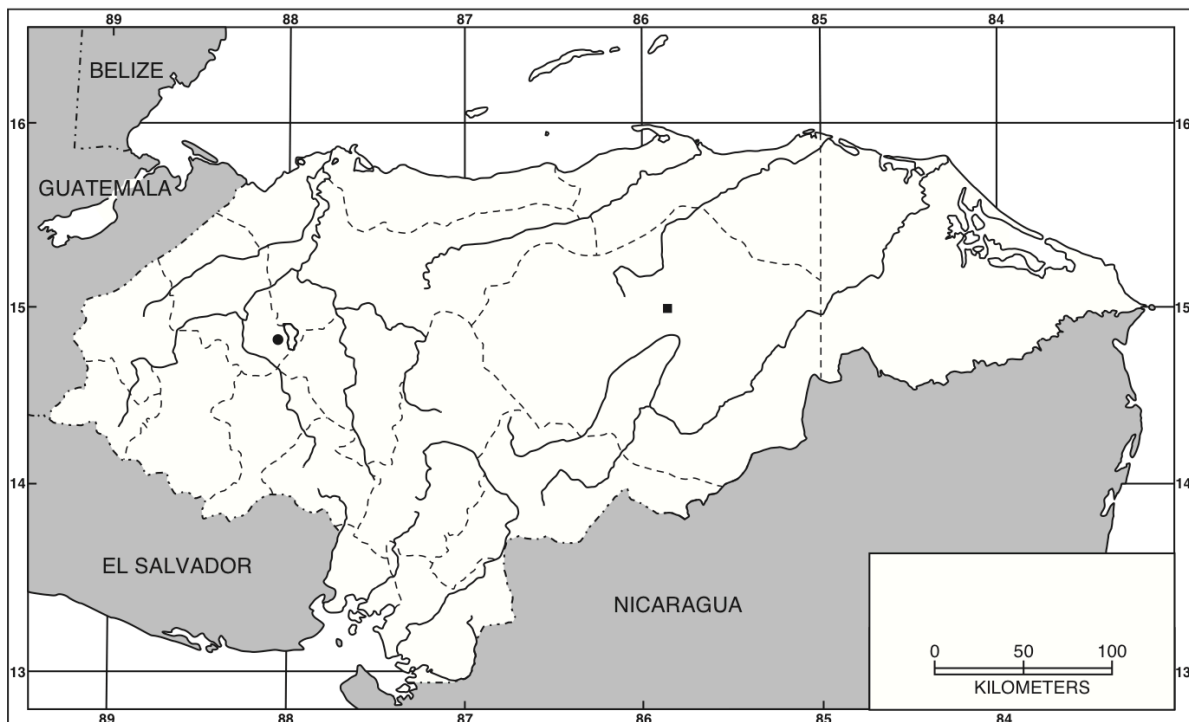 89 88 87 86 85 84
BELIZE
16 16
GUATEMALA
15 15
14 14
EL SALVADOR
NICARAGUA
0 50 100
KILOMETERS
13 13
89 88 87 86 85 84